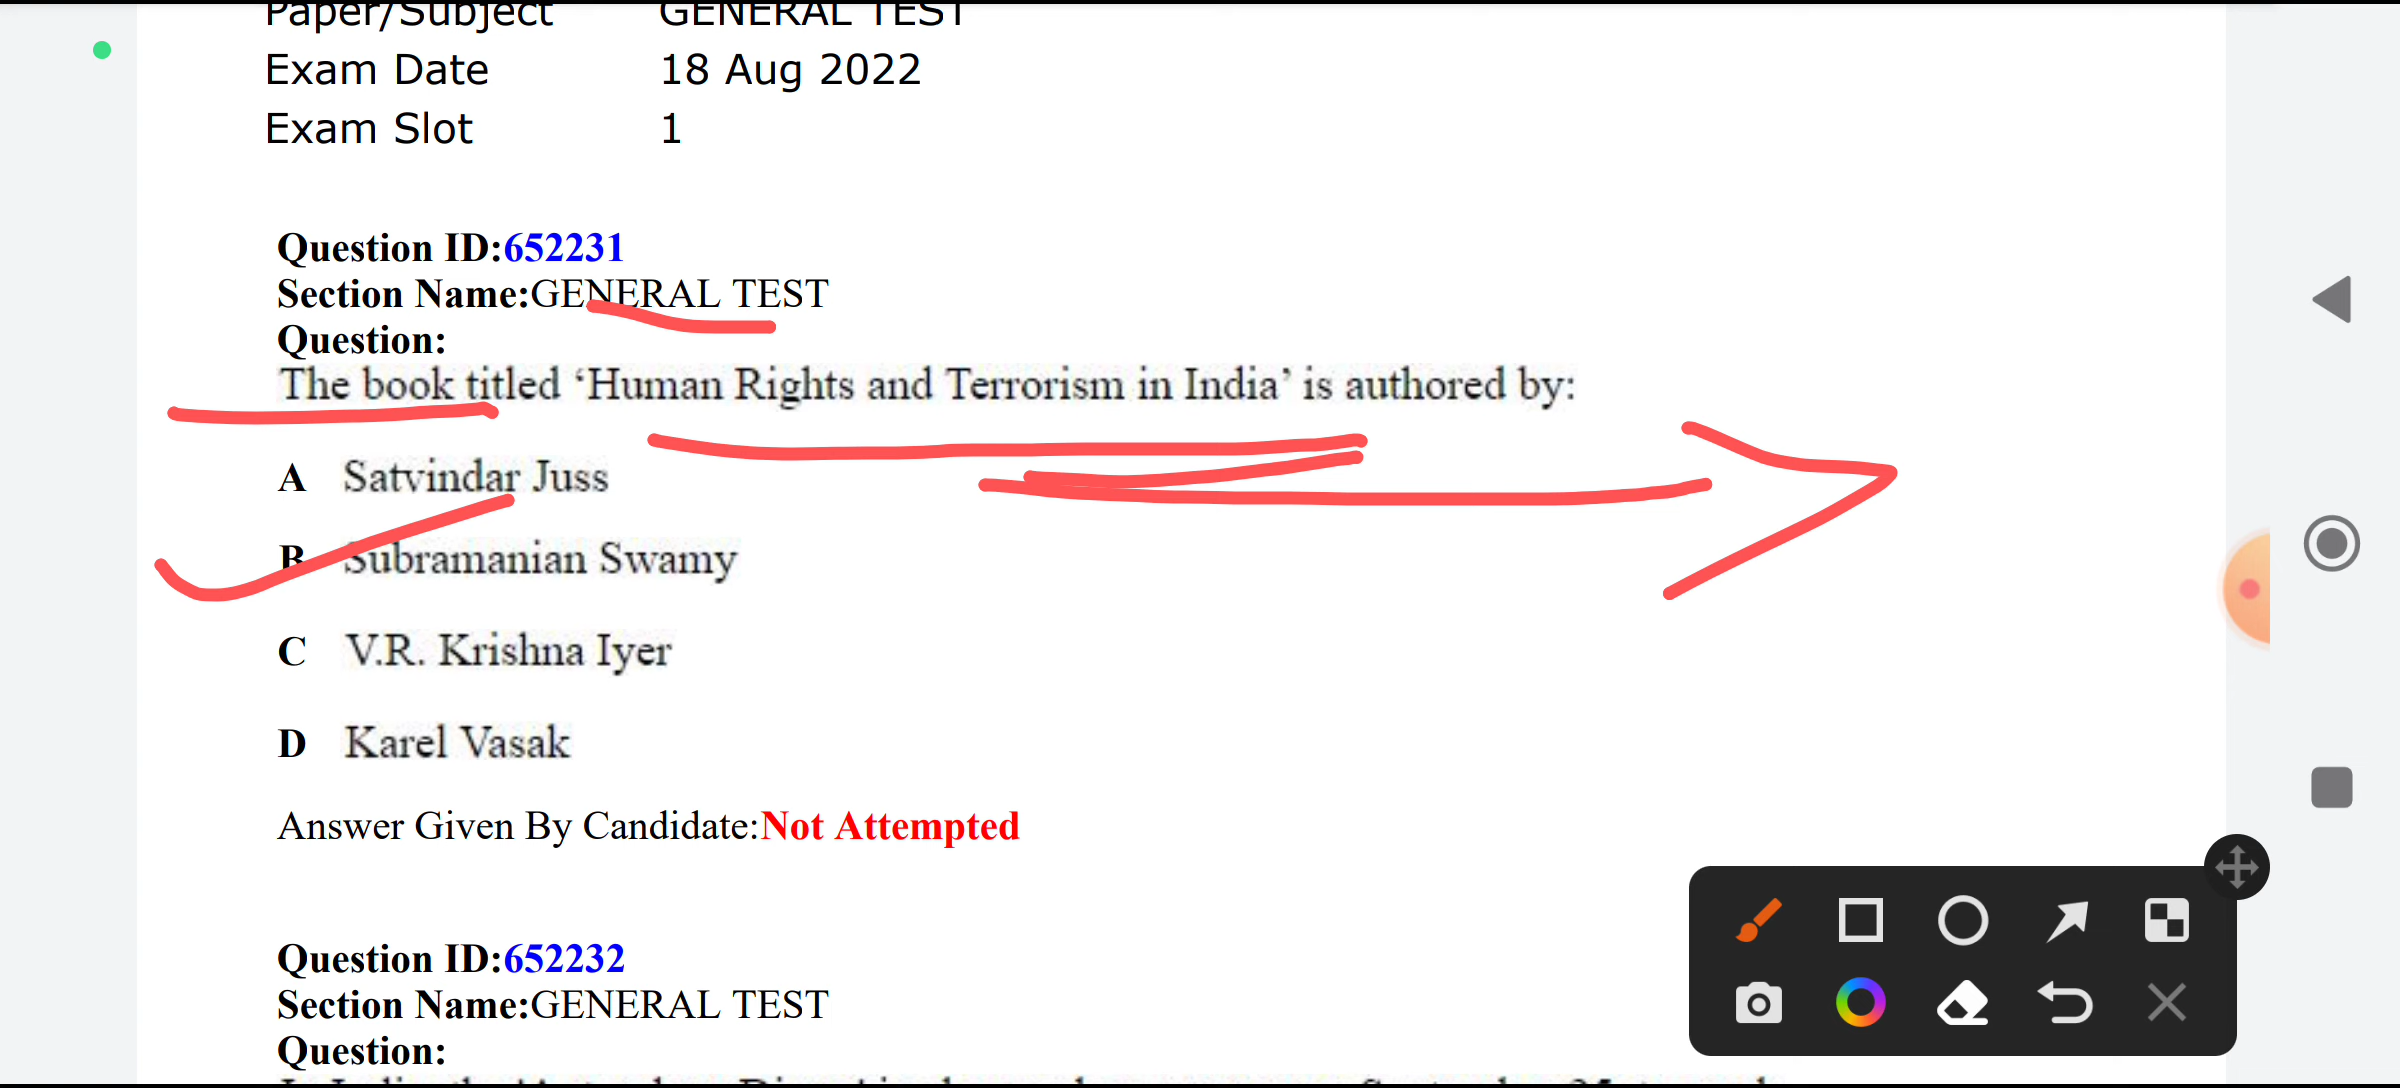 Paper/Subject GENERAL TEST
Exam Date 18 Aug 2022
Exam Slot 1
Question ID:652231
Section Name:GENERAL TEST
Question:
The book titled ‘Human Rights and Terrorism in India’ is authored by:
A Satvindar Juss
B Subramanian Swamy
C V.R. Krishna Iyer
D Karel Vasak
Answer Given By Candidate:Not Attempted
Question ID:652232
Section Name:GENERAL TEST
Question: